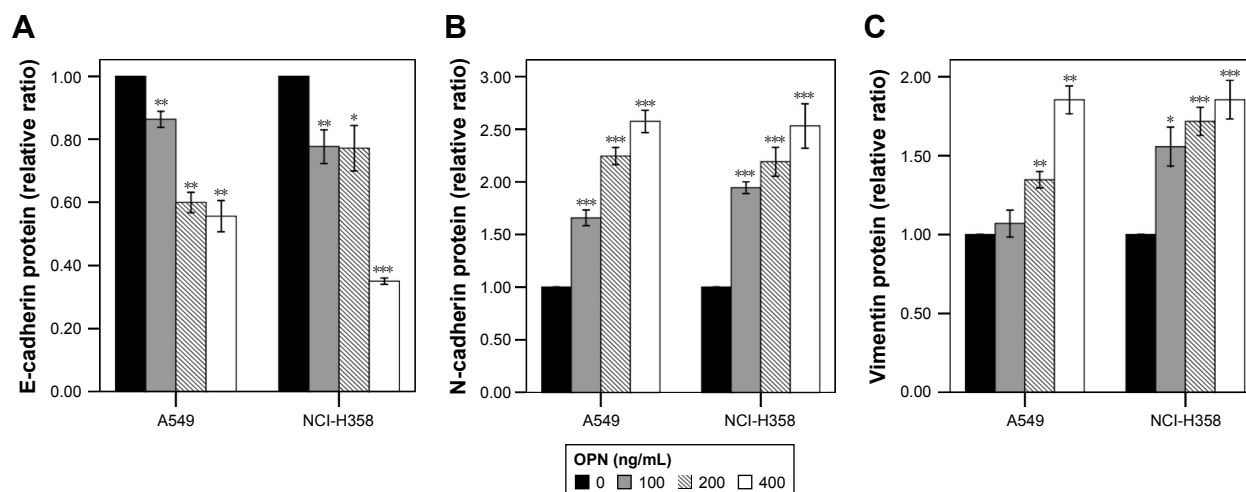 A
E-cadherin protein (relative ratio)
1.00
0.80
0.60
0.40
0.20
0.00
**
**
**
**
*
***
A549
NCI-H358
B
N-cadherin protein (relative ratio)
3.00
2.50
2.00
1.50
1.00
0.50
0.00
***
***
***
***
***
***
A549
NCI-H358
C
Vimentin protein (relative ratio)
2.00
1.50
1.00
0.50
0.00
**
**
*
***
***
A549
NCI-H358
OPN (ng/mL)
0 100 200 400